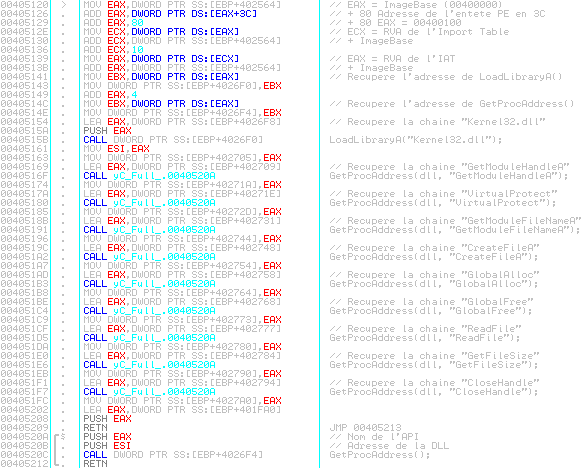 00405120 > MOV EAX,DWORD PTR SS:[EBP+402564] // EAX = ImageBase (00400000)
00405126 . ADD EAX,DWORD PTR DS:[EAX+3C] // + 80 Adresse de l'entete PE en 3C
00405129 . ADD EAX,80 // + 80 EAX = 00400100
0040512E . MOV ECX,DWORD PTR DS:[EAX] // ECX = RVA de l'Import Table
00405130 . ADD ECX,DWORD PTR SS:[EBP+402564] // + ImageBase
00405136 . ADD ECX,10
00405139 . MOV EAX,DWORD PTR DS:[ECX] // EAX = RVA de l'IAT
0040513B . ADD EAX,DWORD PTR SS:[EBP+402564] // + ImageBase
00405141 . MOV EBX,DWORD PTR DS:[EAX] // Recupere l'adresse de LoadLibraryA()
00405143 . MOV DWORD PTR SS:[EBP+4026F0],EBX
00405149 . ADD EAX,4
0040514C . MOV EBX,DWORD PTR DS:[EAX] // Recupere l'adresse de GetProcAddress()
0040514E . MOV DWORD PTR SS:[EBP+4026F4],EBX
00405154 . LEA EAX,DWORD PTR SS:[EBP+4026F8] // Recupere la chaine "Kernel32.dll"
0040515A . PUSH EAX
0040515B . CALL DWORD PTR SS:[EBP+4026F0] LoadLibraryA("Kernel32.dll");
00405161 . MOV ESI,EAX
00405163 . MOV DWORD PTR SS:[EBP+402705],EAX
00405169 . LEA EAX,DWORD PTR SS:[EBP+402709] // Recupere la chaine "GetModuleHandleA"
0040516F . CALL yC_Full_.0040520A GetProcAddress(dll, "GetModuleHandleA");
00405174 . MOV DWORD PTR SS:[EBP+40271A],EAX
0040517A . LEA EAX,DWORD PTR SS:[EBP+40271E] // Recupere la chaine "VirtualProtect"
00405180 . CALL yC_Full_.0040520A GetProcAddress(dll, "VirtualProtect");
00405185 . MOV DWORD PTR SS:[EBP+40272D],EAX
0040518B . LEA EAX,DWORD PTR SS:[EBP+402731] // Recupere la chaine "GetModuleFileNameA"
00405191 . CALL yC_Full_.0040520A GetProcAddress(dll, "GetModuleFileNameA");
00405196 . MOV DWORD PTR SS:[EBP+402744],EAX
0040519C . LEA EAX,DWORD PTR SS:[EBP+402748] // Recupere la chaine "CreateFileA"
004051A2 . CALL yC_Full_.0040520A GetProcAddress(dll, "CreateFileA");
004051A7 . MOV DWORD PTR SS:[EBP+402754],EAX
004051AD . LEA EAX,DWORD PTR SS:[EBP+402758] // Recupere la chaine "GlobalAlloc"
004051B3 . CALL yC_Full_.0040520A GetProcAddress(dll, "GlobalAlloc");
004051B8 . MOV DWORD PTR SS:[EBP+402764],EAX
004051BE . LEA EAX,DWORD PTR SS:[EBP+402768] // Recupere la chaine "GlobalFree"
004051C4 . CALL yC_Full_.0040520A GetProcAddress(dll, "GlobalFree");
004051C9 . MOV DWORD PTR SS:[EBP+402773],EAX
004051CF . LEA EAX,DWORD PTR SS:[EBP+402777] // Recupere la chaine "ReadFile"
004051D5 . CALL yC_Full_.0040520A GetProcAddress(dll, "ReadFile");
004051DA . MOV DWORD PTR SS:[EBP+402780],EAX
004051E0 . LEA EAX,DWORD PTR SS:[EBP+402784] // Recupere la chaine "GetFileSize"
004051E6 . CALL yC_Full_.0040520A GetProcAddress(dll, "GetFileSize");
004051EB . MOV DWORD PTR SS:[EBP+402790],EAX
004051F1 . LEA EAX,DWORD PTR SS:[EBP+402794] // Recupere la chaine "CloseHandle"
004051F7 . CALL yC_Full_.0040520A GetProcAddress(dll, "CloseHandle");
004051FC . MOV DWORD PTR SS:[EBP+4027A0],EAX
00405202 . LEA EAX,DWORD PTR SS:[EBP+401FA0]
00405208 . PUSH EAX
00405209 . RETN JMP 00405213
0040520A $ PUSH EAX // Nom de l'API
0040520B . PUSH ESI // Adresse de la DLL
0040520C . CALL DWORD PTR SS:[EBP+4026F4] GetProcAddress();
00405212 . RETN